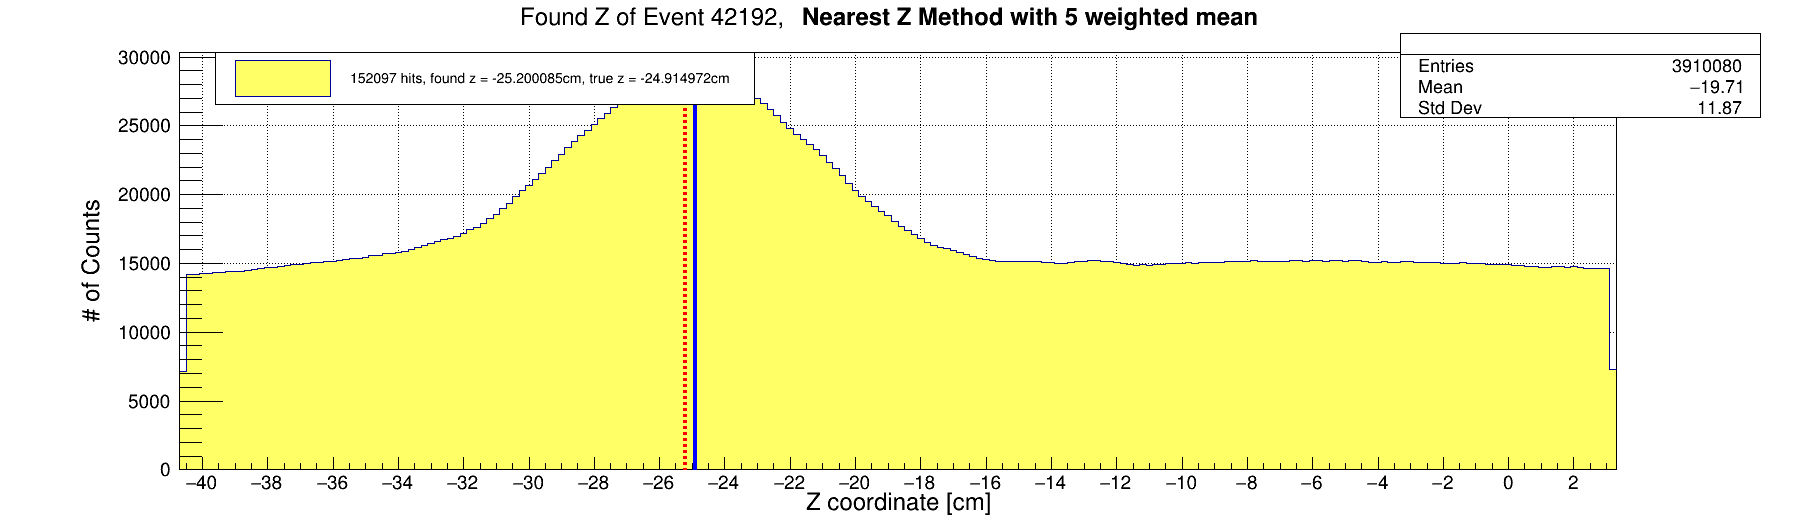 Found Z of Event 42192, Nearest Z Method with 5 weighted mean
152097 hits, found z = -25.200085cm, true z = -24.914972cm
Entries 3910080
Mean −19.71
Std Dev 11.87
# of Counts
30000
25000
20000
15000
10000
5000
0
−40 −38 −36 −34 −32 −30 −28 −26 −24 −22 −20 −18 −16 −14 −12 −10 −8 −6 −4 −2 0 2
Z coordinate [cm]